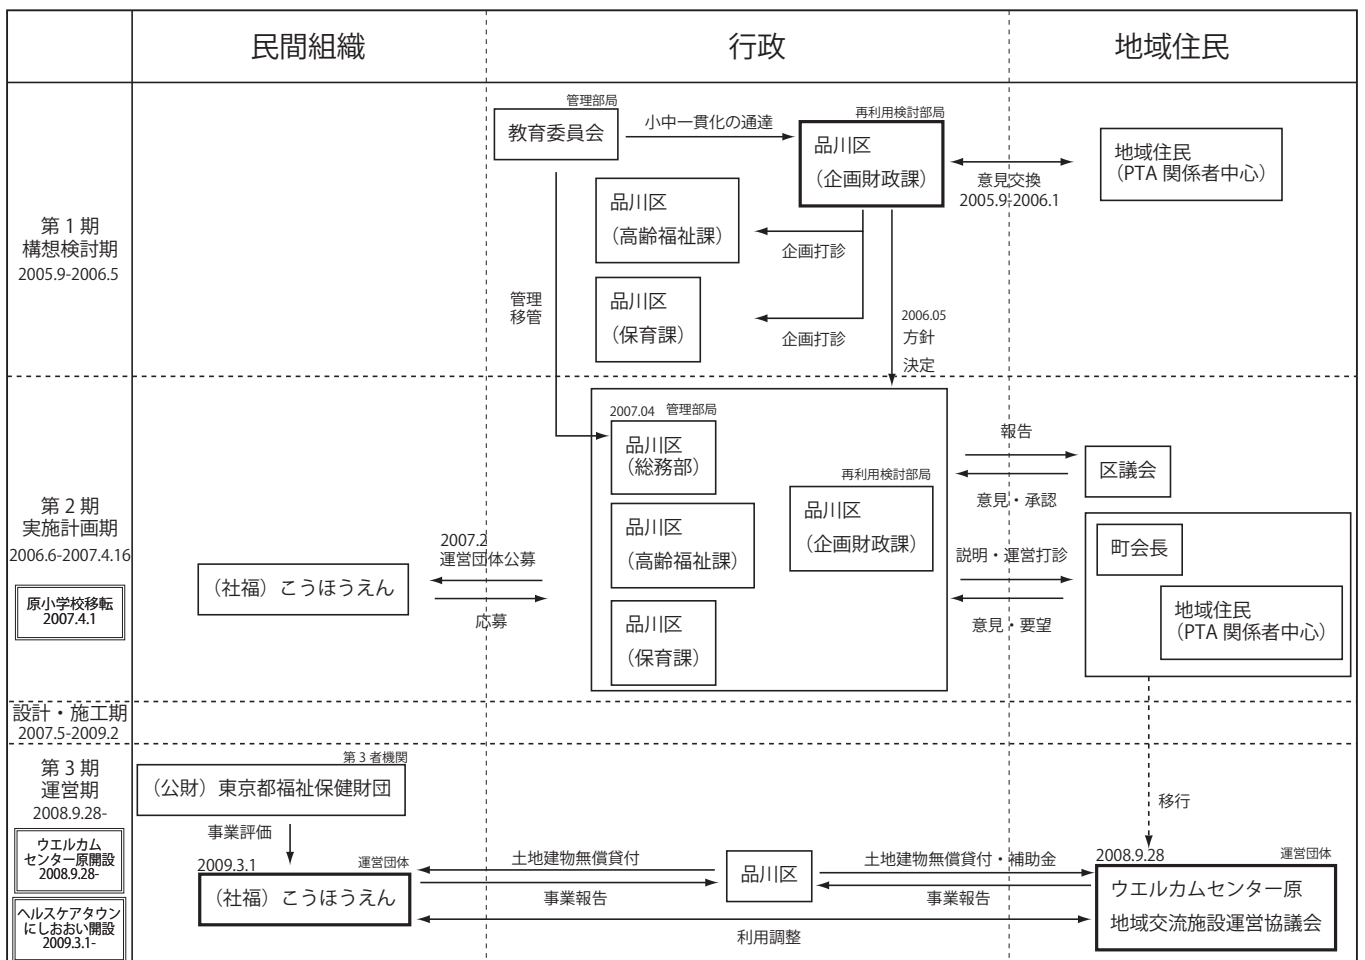 民間組織
行政
地域住民
第1期
構想検討期
2005.9-2006.5
管理部局
教育委員会
小中一貫化の通達
再利用検討部局
品川区
(企画財政課)
意見交換
2005.9-2006.1
地域住民
(PTA 関係者中心)
品川区
(高齢福祉課)
企画打診
品川区
(保育課)
企画打診
管理
移管
2006.05
方針
決定
第2期
実施計画期
2006.6-2007.4.16
原小学校移転
2007.4.1
(社福)こうほうえん
2007.2
運営団体公募
応募
2007.04 管理部局
品川区
(総務部)
品川区
(高齢福祉課)
品川区
(保育課)
再利用検討部局
品川区
(企画財政課)
報告
意見・承認
区議会
説明・運営打診
意見・要望
町会長
地域住民
(PTA 関係者中心)
設計・施工期
2007.5-2009.2
第3期
運営期
2008.9.28-
ウエルカム
センター原開設
2008.9.28-
ヘルスケアタウン
にしおおい開設
2009.3.1-
第3者機関
(公財)東京都福祉保健財団
事業評価
2009.3.1 運営団体
(社福)こうほうえん
土地建物無償貸付
事業報告
品川区
土地建物無償貸付・補助金
事業報告
利用調整
移行
2008.9.28 運営団体
ウエルカムセンター原
地域交流施設運営協議会